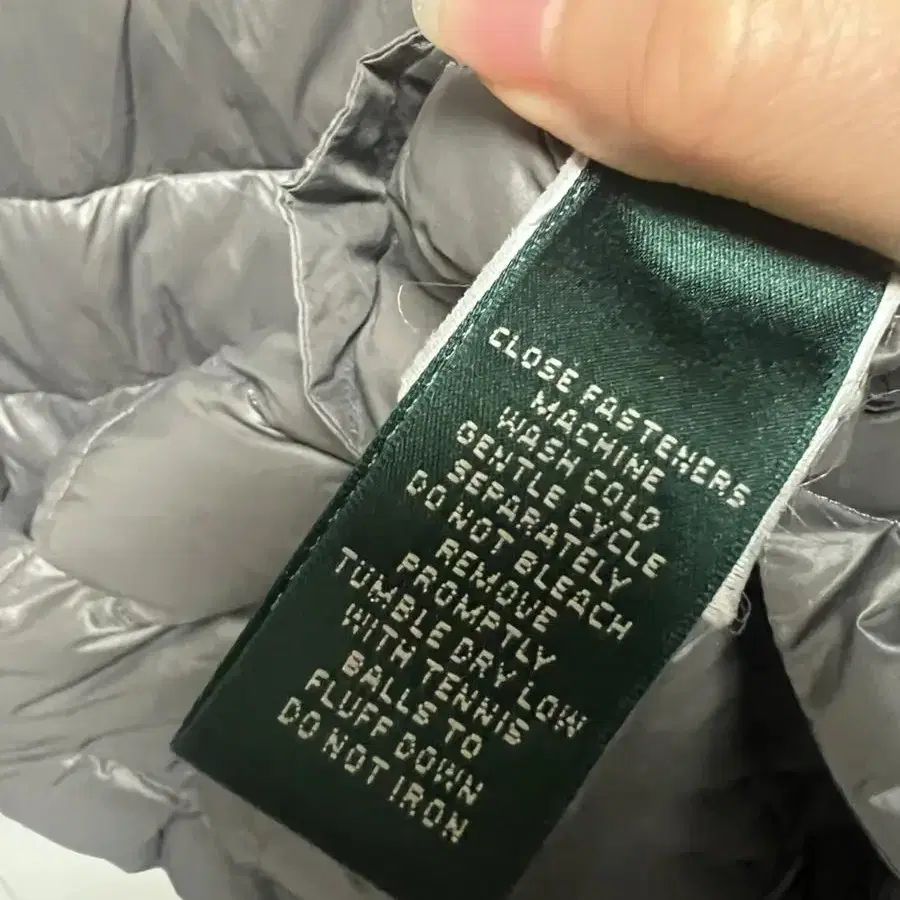 CLOSE FASTENERS
MACHINE
WASH COLD
GENTLE CYCLE
SEPARATELY
DO NOT BLEACH
REMOVE
PROMPTLY
TUMBLE DRY LOW
WITH TENNIS
BALLS TO
FLUFF DOWN
DO NOT IRON